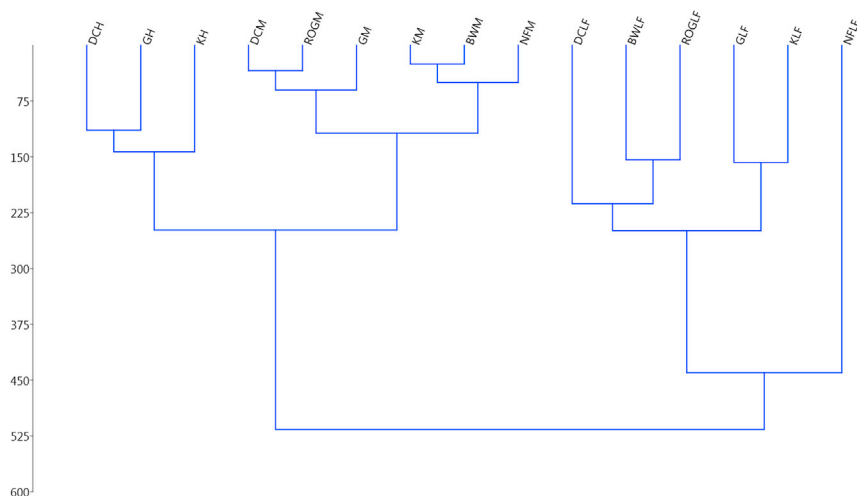 DCH
GH
KH
DCM
ROGM
GM
KM
BWM
NFM
DCLF
BWLF
ROGLF
GLF
KLF
NFLF
75
150
225
300
375
450
525
600